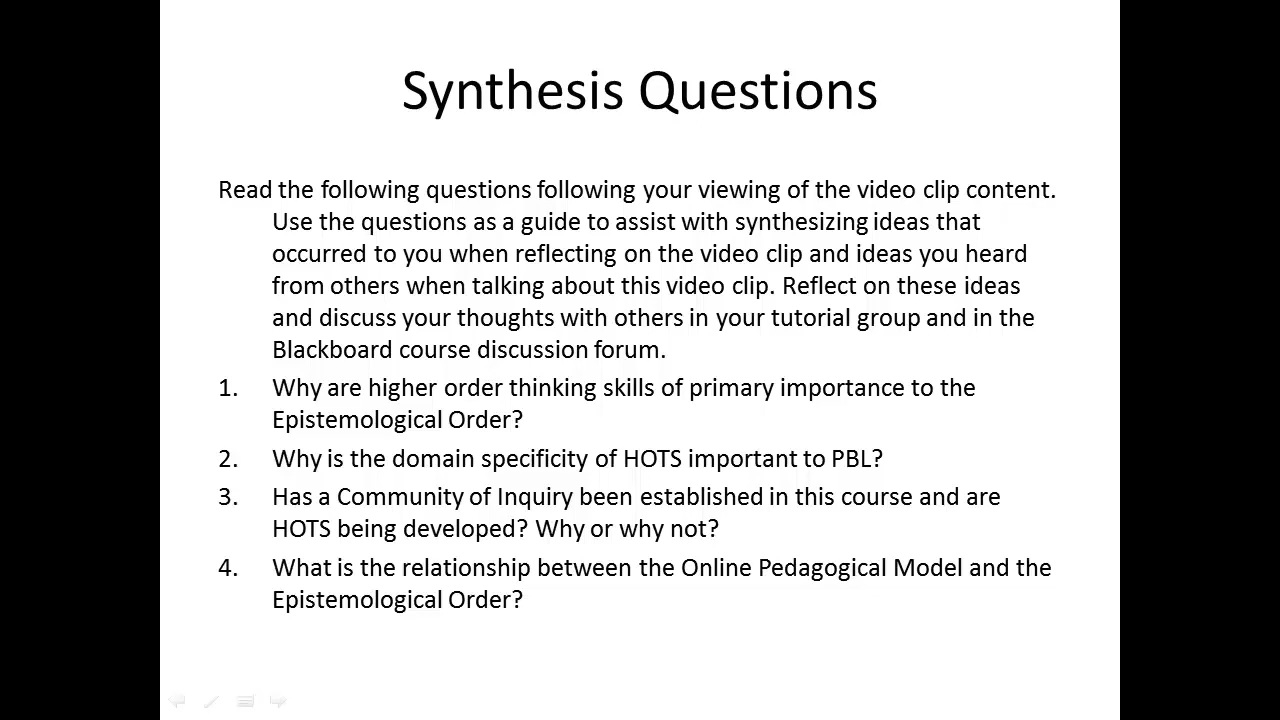 Synthesis Questions
Read the following questions following your viewing of the video clip content.
Use the questions as a guide to assist with synthesizing ideas that
occurred to you when reflecting on the video clip and ideas you heard
from others when talking about this video clip. Reflect on these ideas
and discuss your thoughts with others in your tutorial group and in the
Blackboard course discussion forum.
1. Why are higher order thinking skills of primary importance to the
Epistemological Order?
2. Why is the domain specificity of HOTS important to PBL?
3. Has a Community of Inquiry been established in this course and are
HOTS being developed? Why or why not?
4. What is the relationship between the Online Pedagogical Model and the
Epistemological Order?